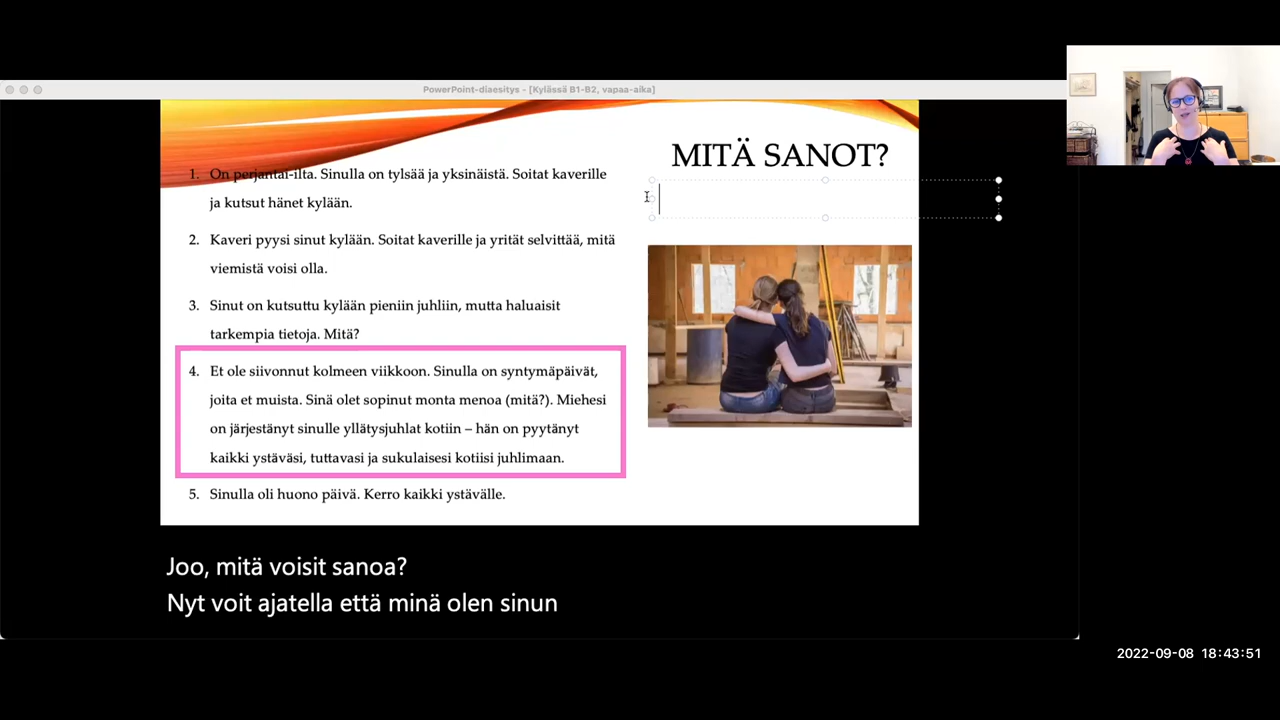 PowerPoint-diaesitys - [Kylässä B1-B2, vapaa-aika]
MITÄ SANOT?
1. On perjantai-ilta. Sinulla on tylsää ja yksinäistä. Soitat kaverille
ja kutsut hänet kylään.
2. Kaveri pyysi sinut kylään. Soitat kaverille ja yrität selvittää, mitä
viemistä voisi olla.
3. Sinut on kutsuttu kylään pieniin juhliin, mutta haluaisit
tarkempia tietoja. Mitä?
4. Et ole siivonnut kolmeen viikkoon. Sinulla on syntymäpäivät,
joita et muista. Sinä olet sopinut monta menoa (mitä?). Miehesi
on järjestänyt sinulle yllätysjuhlat kotiin – hän on pyytänyt
kaikki ystäväsi, tuttavasi ja sukulaisesi kotiisi juhlimaan.
5. Sinulla oli huono päivä. Kerro kaikki ystävälle.
Joo, mitä voisit sanoa?
Nyt voit ajatella että minä olen sinun
2022-09-08 18:43:51